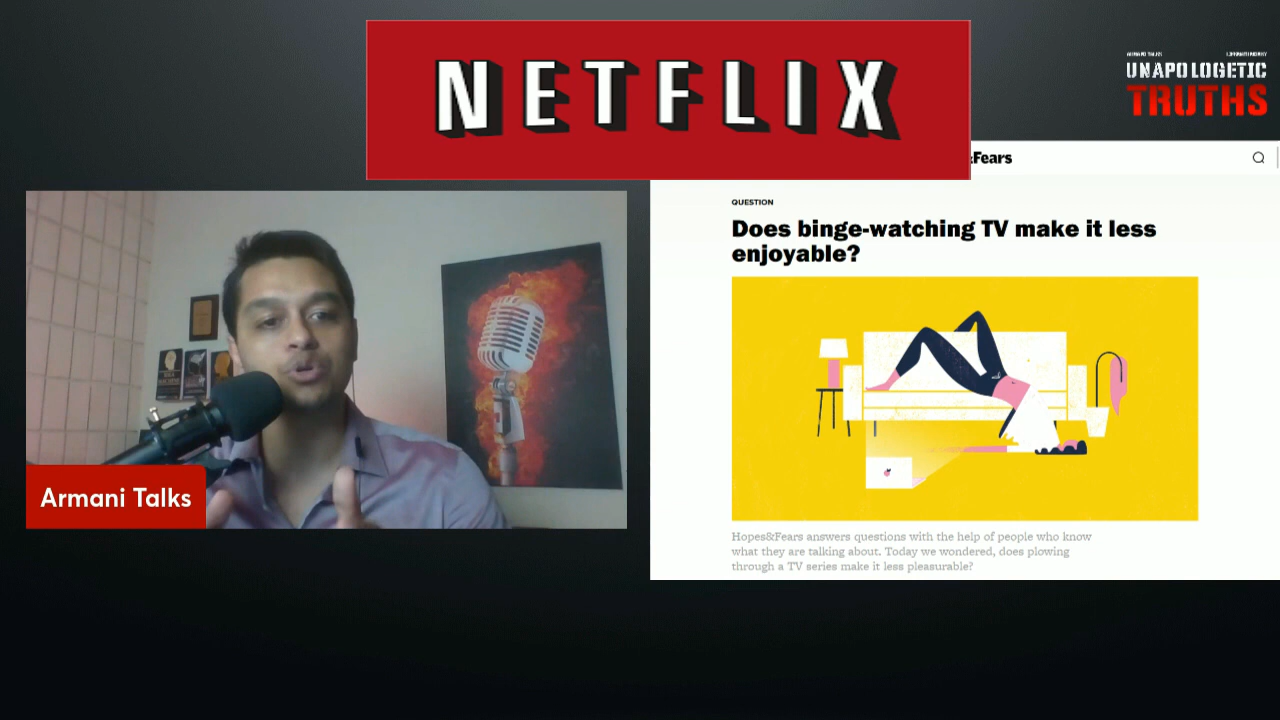 NETFLIX
ARMANI TALKS
UNAPOLOGETIC
TRUTHS
&Fears
QUESTION
Does binge-watching TV make it less
enjoyable?
Armani Talks
Hopes&Fears answers questions with the help of people who know
what they are talking about. Today we wondered, does plowing
through a TV series make it less pleasurable?